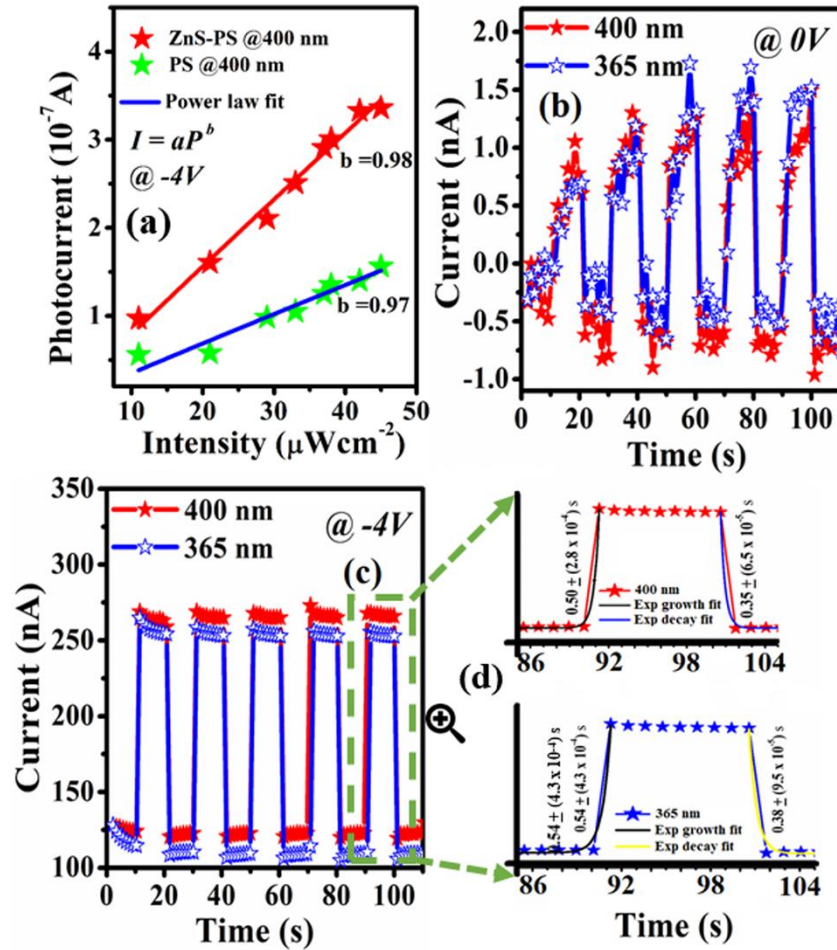 ZnS-PS @400 nm
PS @400 nm
Power law fit
I = aP^b
@ -4V
b =0.98
(a)
b =0.97
4
3
2
1
10 20 30 40 50
Photocurrent (10^-7 A)
Intensity (μWcm^-2)
400 nm
365 nm
@ 0V
(b)
2.0
1.5
1.0
0.5
0.0
-0.5
-1.0
0 20 40 60 80 100
Current (nA)
Time (s)
400 nm
365 nm
@ -4V
(c)
350
300
250
200
150
100
0 20 40 60 80 100
Current (nA)
Time (s)
(d)
0.50 ± (2.8 x 10^-4) s
0.35 ± (6.5 x 10^-5) s
400 nm
Exp growth fit
Exp decay fit
86 92 98 104
.54 ± (4.3 x 10^-4) s
0.54 ± (4.3 x 10^-4) s
0.38 ± (9.5 x 10^-5) s
365 nm
Exp growth fit
Exp decay fit
86 92 98 104
Time (s)